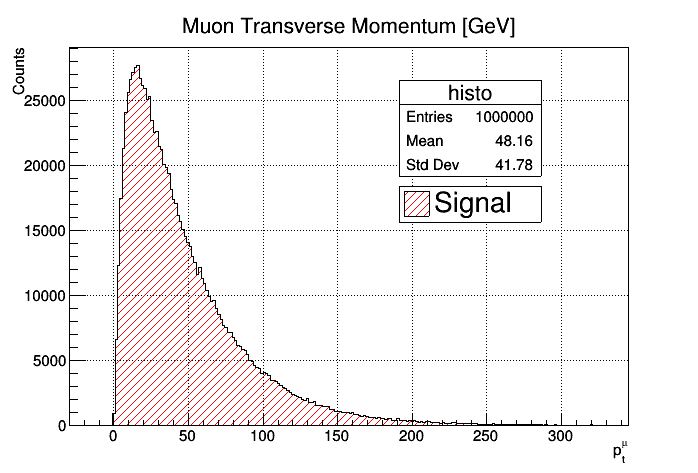 Muon Transverse Momentum [GeV]
Counts
histo
Entries 1000000
Mean 48.16
Std Dev 41.78
Signal
25000
20000
15000
10000
5000
0
0 50 100 150 200 250 300
p_t^μ